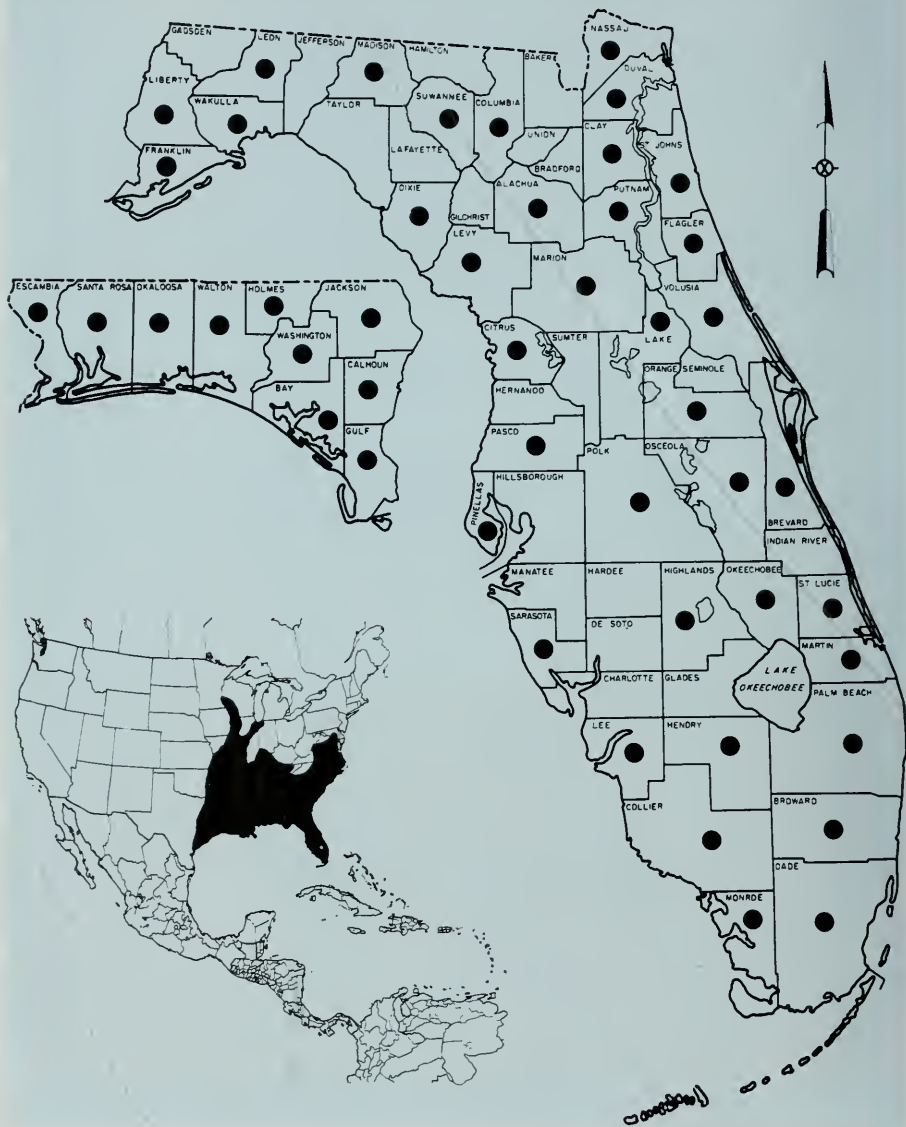 GADSDEN
LEON
JEFFERSON
MADISON
HAMILTON
BAKER
NASSAJ
DUVAL
LIBERTY
WAKULLA
TAYLOR
SUWANNEE
COLUMBIA
UNION
CLAY
ST JOHNS
FRANKLIN
LAFAYETTE
BRADFORD
DIXIE
GILCHRIST
ALACHUA
PUTNAM
FLAGLER
LEVY
MARION
VOLUSIA
ESCAMBIA
SANTA ROSA
OKALOOSA
WALTON
HOLMES
JACKSON
WASHINGTON
CALHOUN
BAY
GULF
CITRUS
SUMTER
LAKE
ORANGE
SEMINOLE
HERNANDO
PASCO
POLK
OSCEOLA
PINELLAS
HILLSBOROUGH
BREVARD
INDIAN RIVER
MANATEE
HARDEE
HIGHLANDS
OKEECHOBEE
ST LUCIE
SARASOTA
DE SOTO
MARTIN
CHARLOTTE
GLADES
LAKE
OKEECHOBEE
PALM BEACH
LEE
HENDRY
COLLIER
BROWARD
DADE
MONROE